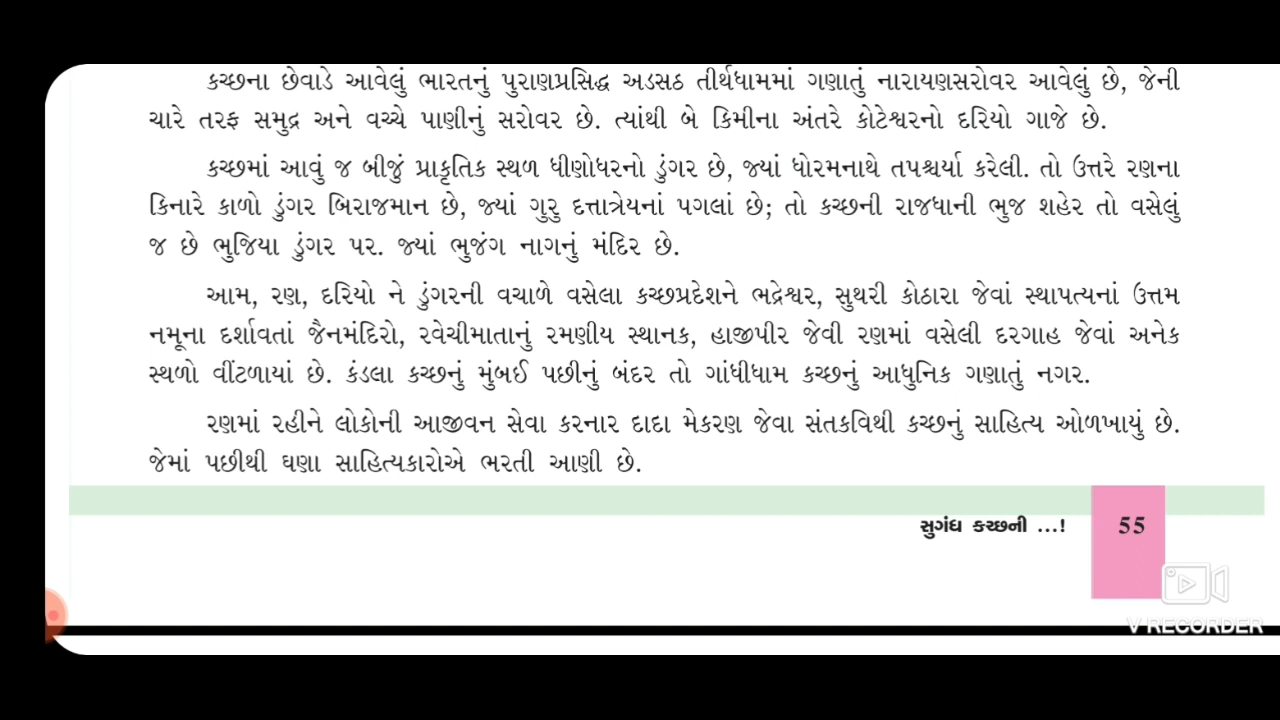 કચ્છના છેવાડે આવેલું ભારતનું પુરાણપ્રસિદ્ધ અડસઠ તીર્થધામમાં ગણાતું નારાયણસરોવર આવેલું છે, જેની
ચારે તરફ સમુદ્ર અને વચ્ચે પાણીનું સરોવર છે. ત્યાંથી બે કિમીના અંતરે કોટેશ્વરનો દરિયો ગાજે છે.
કચ્છમાં આવું જ બીજું પ્રાકૃતિક સ્થળ ધીણોધરનો ડુંગર છે, જ્યાં ધોરમનાથે તપશ્ચર્યા કરેલી. તો ઉત્તરે રણના
કિનારે કાળો ડુંગર બિરાજમાન છે, જ્યાં ગુરુ દત્તાત્રેયનાં પગલાં છે; તો કચ્છની રાજધાની ભુજ શહેર તો વસેલું
જ છે ભુજિયા ડુંગર પર. જ્યાં ભુજંગ નાગનું મંદિર છે.
આમ, રણ, દરિયો ને ડુંગરની વચાળે વસેલા કચ્છપ્રદેશને ભદ્રેશ્વર, સુથરી કોઠારા જેવાં સ્થાપત્યનાં ઉત્તમ
નમૂના દર્શાવતાં જૈનમંદિરો, રવેચીમાતાનું રમણીય સ્થાનક, હાજીપીર જેવી રણમાં વસેલી દરગાહ જેવાં અનેક
સ્થળો વીંટળાયાં છે. કંડલા કચ્છનું મુંબઈ પછીનું બંદર તો ગાંધીધામ કચ્છનું આધુનિક ગણાતું નગર.
રણમાં રહીને લોકોની આજીવન સેવા કરનાર દાદા મેકરણ જેવા સંતકવિથી કચ્છનું સાહિત્ય ઓળખાયું છે.
જેમાં પછીથી ઘણા સાહિત્યકારોએ ભરતી આણી છે.
સુગંધ કચ્છની ...! 55
V RECORDER